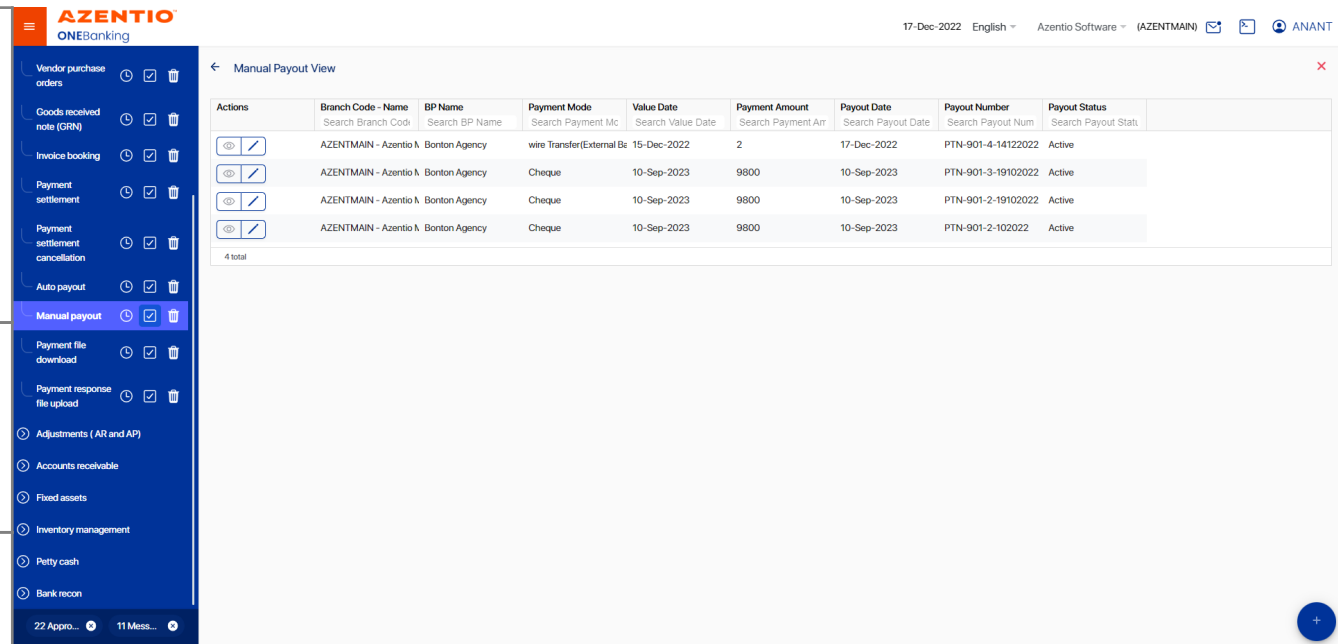 AZENTIO
ONEBanking
17-Dec-2022 English Azentio Software (AZENTMAIN) ANANT
Vendor purchase
orders
Goods received
note (GRN)
Invoice booking
Payment
settlement
Payment
settlement
cancellation
Auto payout
Manual payout
Payment file
download
Payment response
file upload
Adjustments ( AR and AP)
Accounts receivable
Fixed assets
Inventory management
Petty cash
Bank recon
22 Appro... 11 Mess...
Manual Payout View
Actions Branch Code - Name BP Name Payment Mode Value Date Payment Amount Payout Date Payout Number Payout Status
Search Branch Code Search BP Name Search Payment Mo Search Value Date Search Payment Am Search Payout Date Search Payout Num Search Payout Statu
AZENTMAIN - Azentio M Bonton Agency wire Transfer(External Ba 15-Dec-2022 2 17-Dec-2022 PTN-901-4-14122022 Active
AZENTMAIN - Azentio M Bonton Agency Cheque 10-Sep-2023 9800 10-Sep-2023 PTN-901-3-19102022 Active
AZENTMAIN - Azentio M Bonton Agency Cheque 10-Sep-2023 9800 10-Sep-2023 PTN-901-2-19102022 Active
AZENTMAIN - Azentio M Bonton Agency Cheque 10-Sep-2023 9800 10-Sep-2023 PTN-901-2-102022 Active
4 total